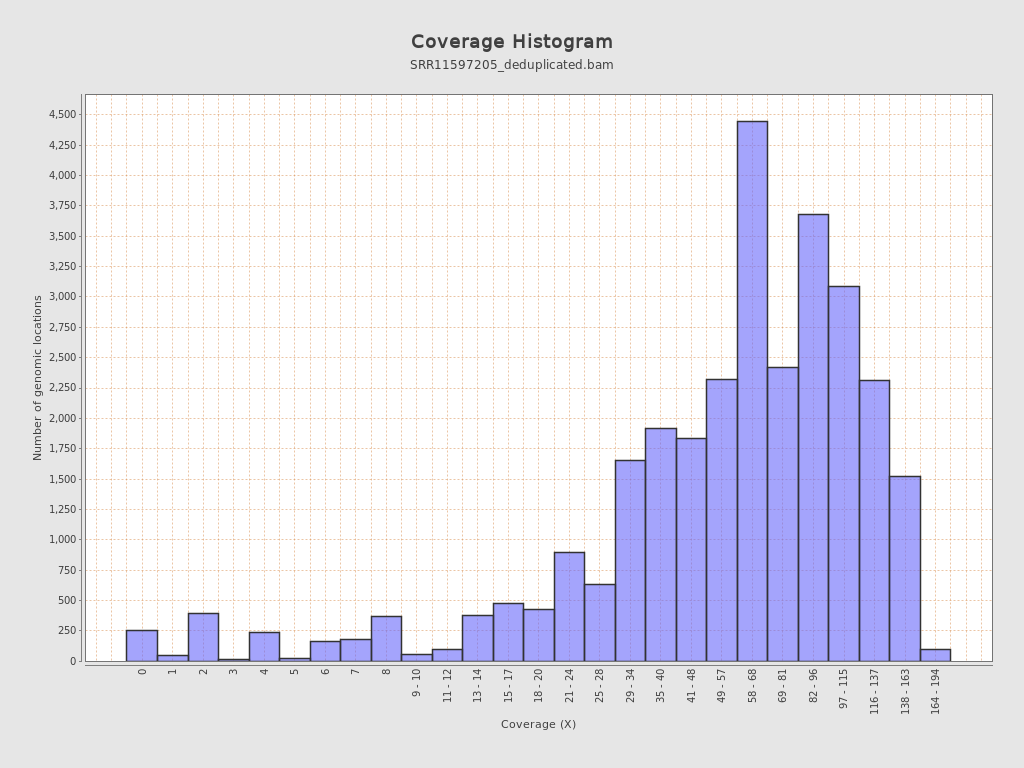 Coverage Histogram
SRR11597205_deduplicated.bam
Number of genomic locations
4,500
4,250
4,000
3,750
3,500
3,250
3,000
2,750
2,500
2,250
2,000
1,750
1,500
1,250
1,000
750
500
250
0
0
1
2
3
4
5
6
7
8
9 - 10
11 - 12
13 - 14
15 - 17
18 - 20
21 - 24
25 - 28
29 - 34
35 - 40
41 - 48
49 - 57
58 - 68
69 - 81
82 - 96
97 - 115
116 - 137
138 - 163
164 - 194
Coverage (X)